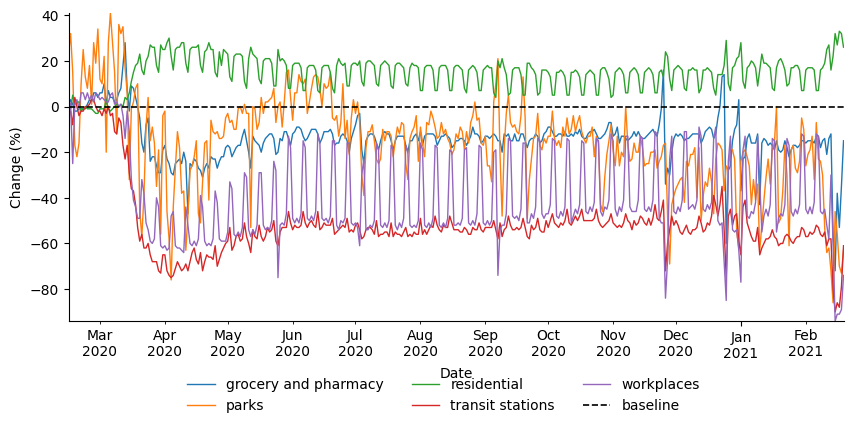 40
20
0
−20
−40
−60
−80
Change (%)
Mar Apr May Jun Jul Aug Sep Oct Nov Dec Jan Feb
2020 2020 2020 2020 2020 2020 2020 2020 2020 2020 2021 2021
Date
grocery and pharmacy residential workplaces
parks transit stations baseline